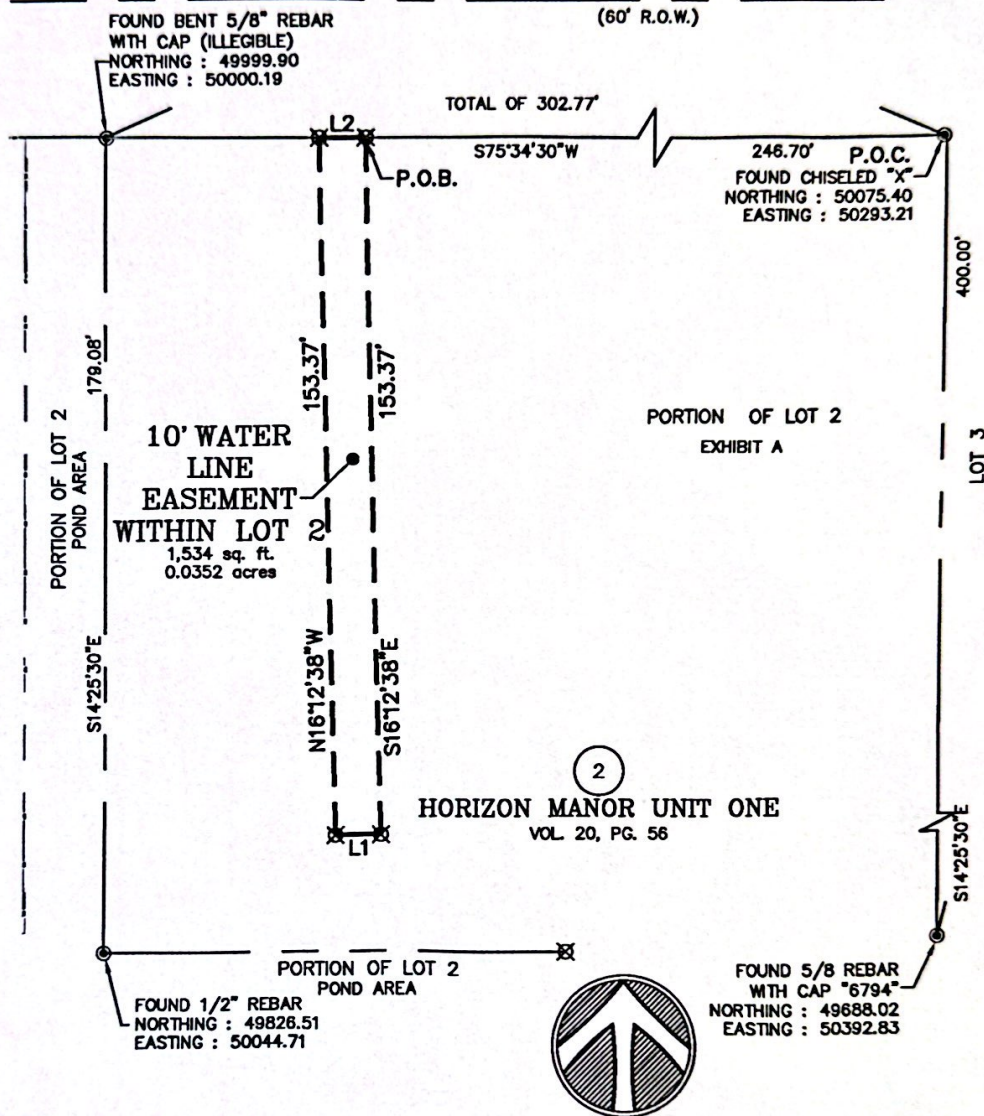 (60' R.O.W.)
FOUND BENT 5/8" REBAR
WITH CAP (ILLEGIBLE)
NORTHING : 49999.90
EASTING : 50000.19
TOTAL OF 302.77'
L2
S75°34'30"W
246.70'
P.O.C.
FOUND CHISELED "X"
NORTHING : 50075.40
EASTING : 50293.21
P.O.B.
400.00'
179.08'
153.37'
153.37'
PORTION OF LOT 2
EXHIBIT A
LOT 3
PORTION OF LOT 2
POND AREA
10' WATER
LINE
EASEMENT
WITHIN LOT 2
1,534 sq. ft.
0.0352 acres
S14°25'30"E
N16°12'38"W
S16°12'38"E
2
HORIZON MANOR UNIT ONE
VOL. 20, PG. 56
L1
S14°25'30"E
PORTION OF LOT 2
POND AREA
FOUND 1/2" REBAR
NORTHING : 49826.51
EASTING : 50044.71
FOUND 5/8 REBAR
WITH CAP "6794"
NORTHING : 49688.02
EASTING : 50392.83